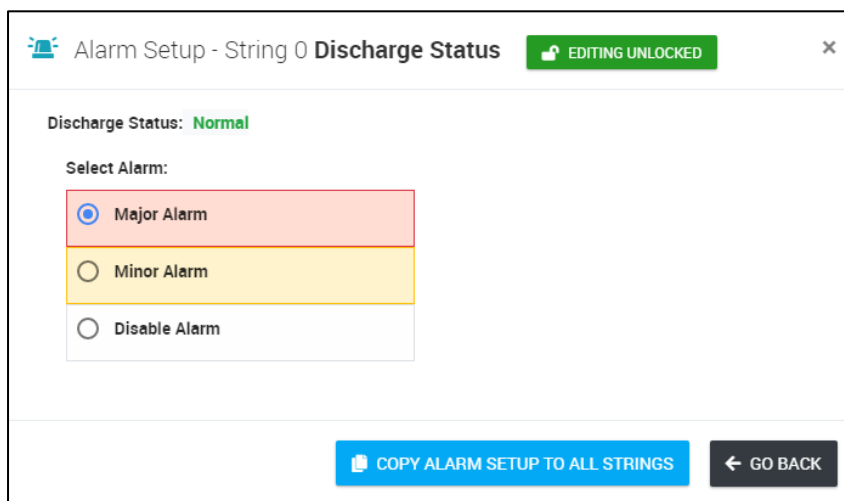 Alarm Setup - String 0 Discharge Status
EDITING UNLOCKED
×
Discharge Status: Normal
Select Alarm:
Major Alarm
Minor Alarm
Disable Alarm
COPY ALARM SETUP TO ALL STRINGS
GO BACK